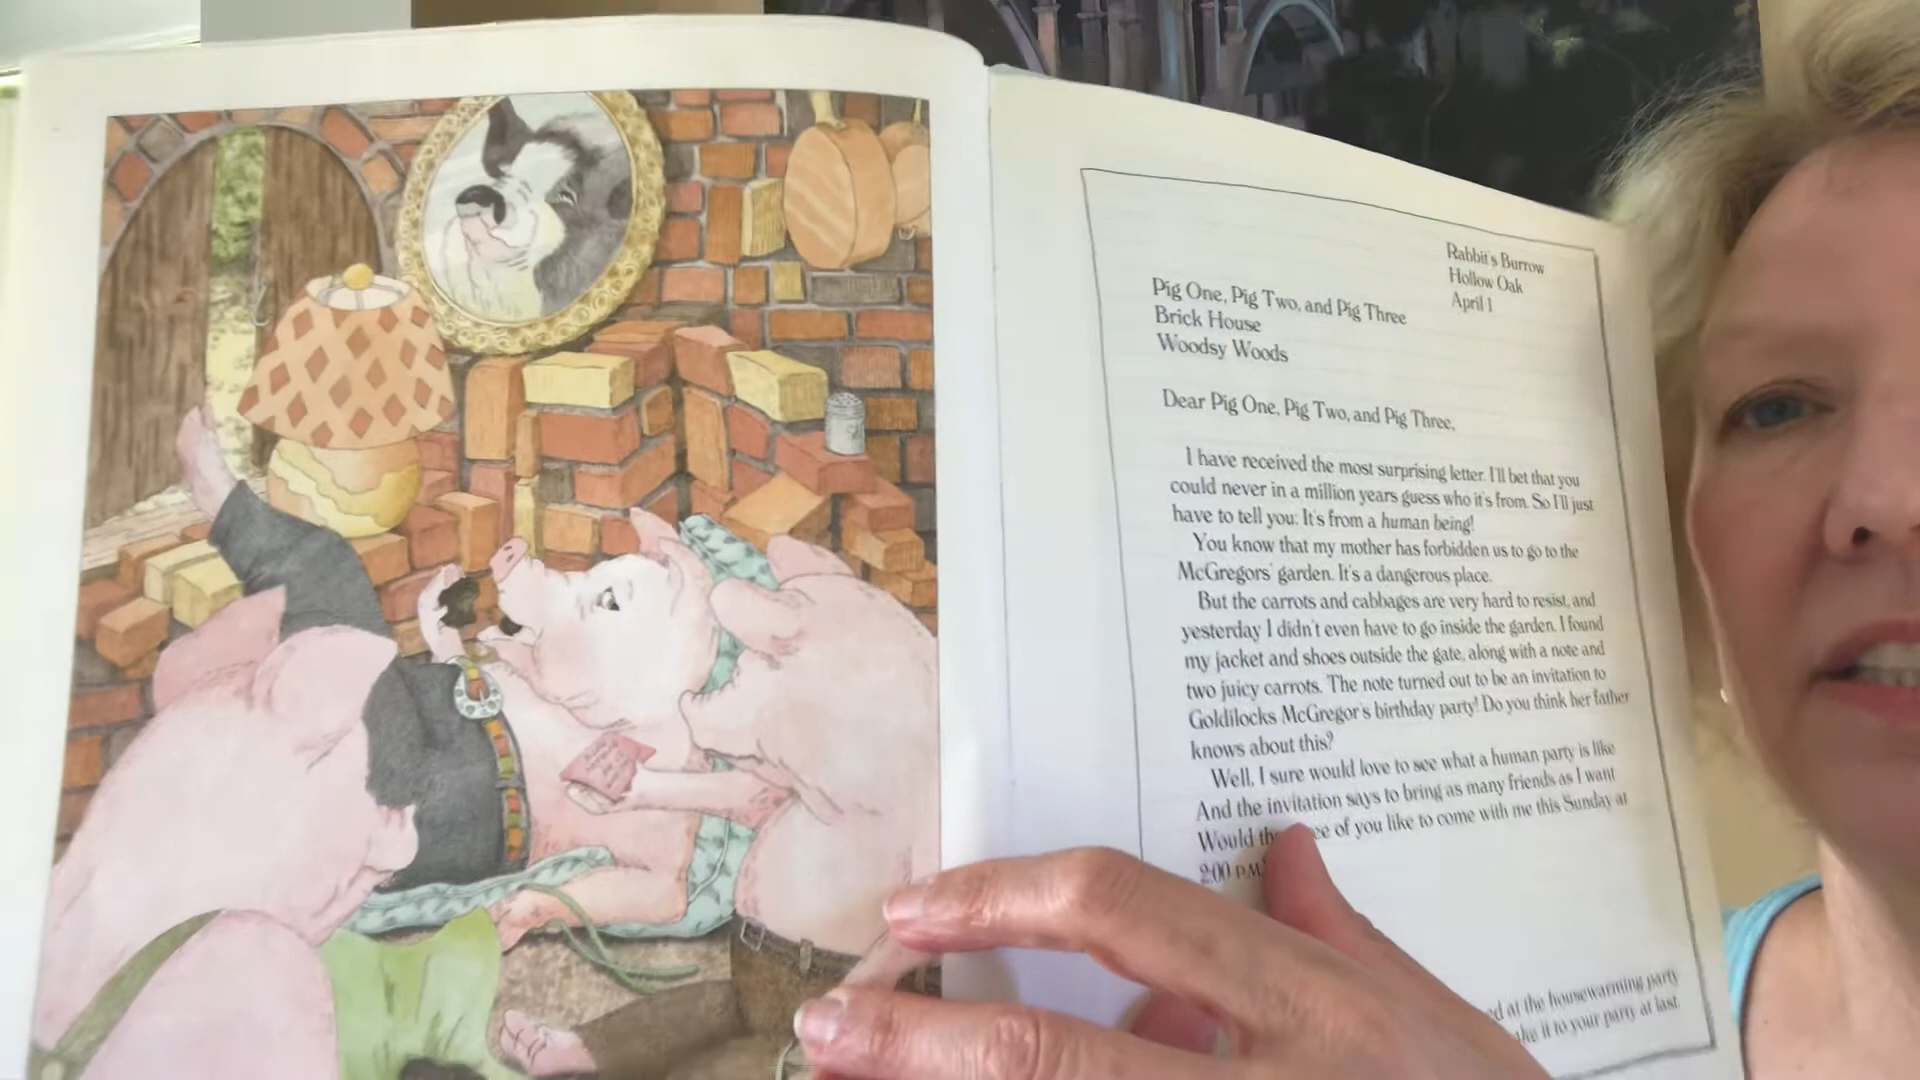 Rabbit's Burrow
Hollow Oak
April 1
Pig One, Pig Two, and Pig Three
Brick House
Woodsy Woods
Dear Pig One, Pig Two, and Pig Three,
I have received the most surprising letter. I'll bet that you
could never in a million years guess who it's from. So I'll just
have to tell you: It's from a human being!
You know that my mother has forbidden us to go to the
McGregors' garden. It's a dangerous place.
But the carrots and cabbages are very hard to resist, and
yesterday I didn't even have to go inside the garden. I found
my jacket and shoes outside the gate, along with a note and
two juicy carrots. The note turned out to be an invitation to
Goldilocks McGregor's birthday party! Do you think her father
knows about this?
Well, I sure would love to see what a human party is like
And the invitation says to bring as many friends as I want
Would of you like to come with me this Sunday at
2:00 P.M.
at the housewarming party
it to your party at last.